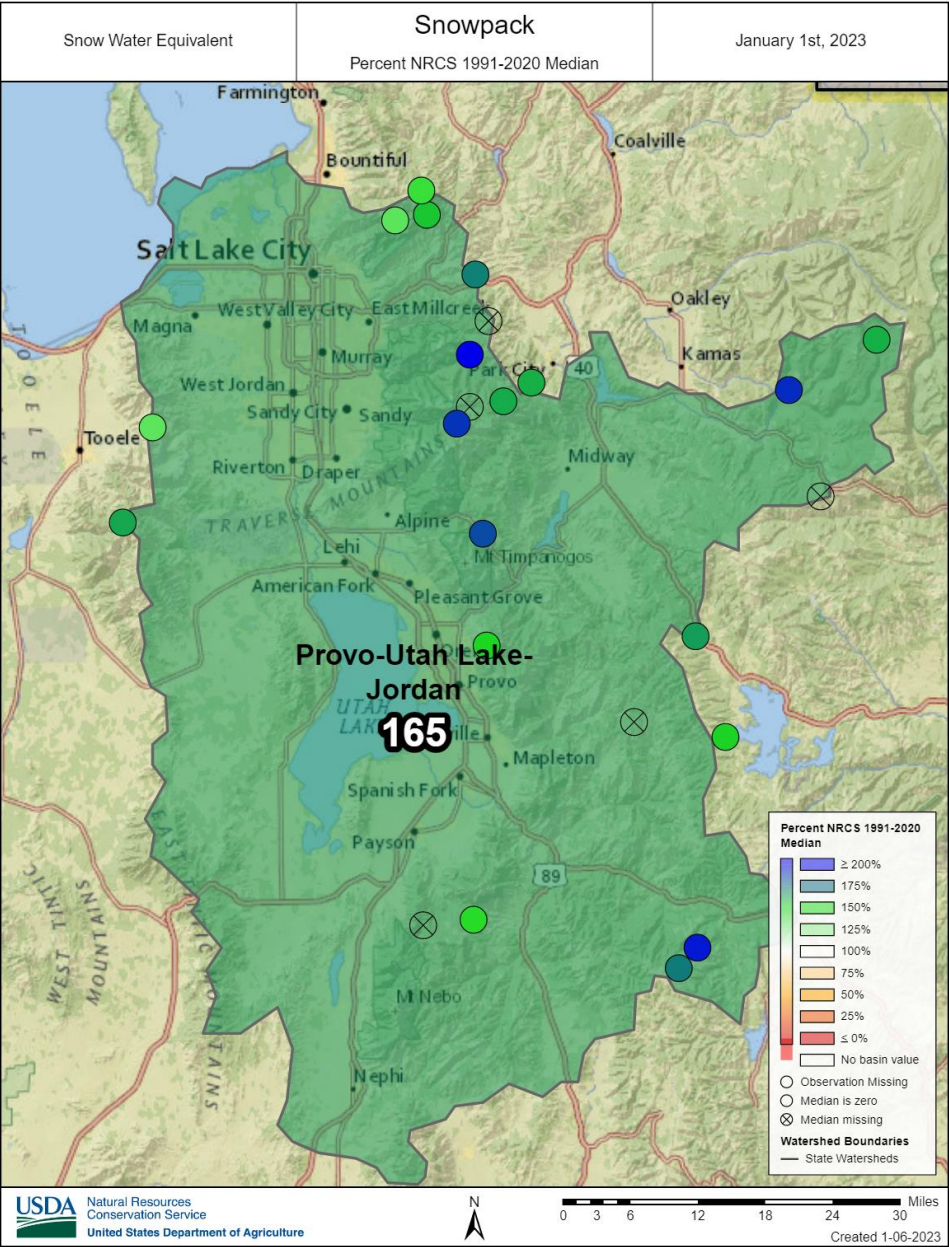 Snow Water Equivalent
Snowpack
Percent NRCS 1991-2020 Median
January 1st, 2023
Farmington
Coalville
Bountiful
Salt Lake City
Oakley
West Valley City
East Millcreek
Magna
Murray
Park City
40
Kamas
West Jordan
Sandy City
Sandy
TOOELE
Tooele
Riverton
Draper
Midway
TRAVERSE MOUNTAINS
Alpine
Lehi
Mt Timpanogos
American Fork
Pleasant Grove
Provo-Utah Lake-
Jordan
Provo
UTAH
165
ville
Mapleton
Spanish Fork
Payson
89
EAST TINTIC MOUNTAINS
WEST TINTIC
MOUNTAINS
Mt Nebo
Nephi
Percent NRCS 1991-2020
Median
≥ 200%
175%
150%
125%
100%
75%
50%
25%
≤ 0%
No basin value
Observation Missing
Median is zero
Median missing
Watershed Boundaries
State Watersheds
USDA
Natural Resources
Conservation Service
United States Department of Agriculture
N
Miles
0 3 6 12 18 24 30
Created 1-06-2023